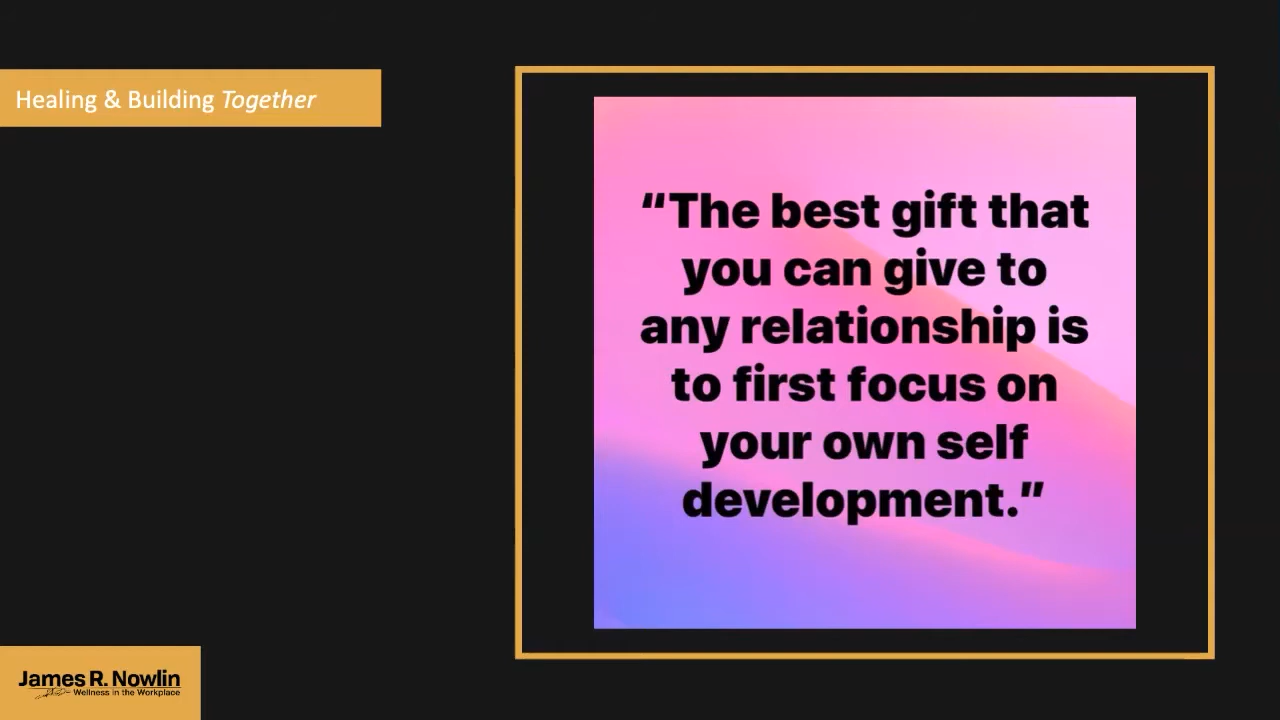 Healing & Building Together
“The best gift that
you can give to
any relationship is
to first focus on
your own self
development.”
James R. Nowlin
Wellness in the Workplace